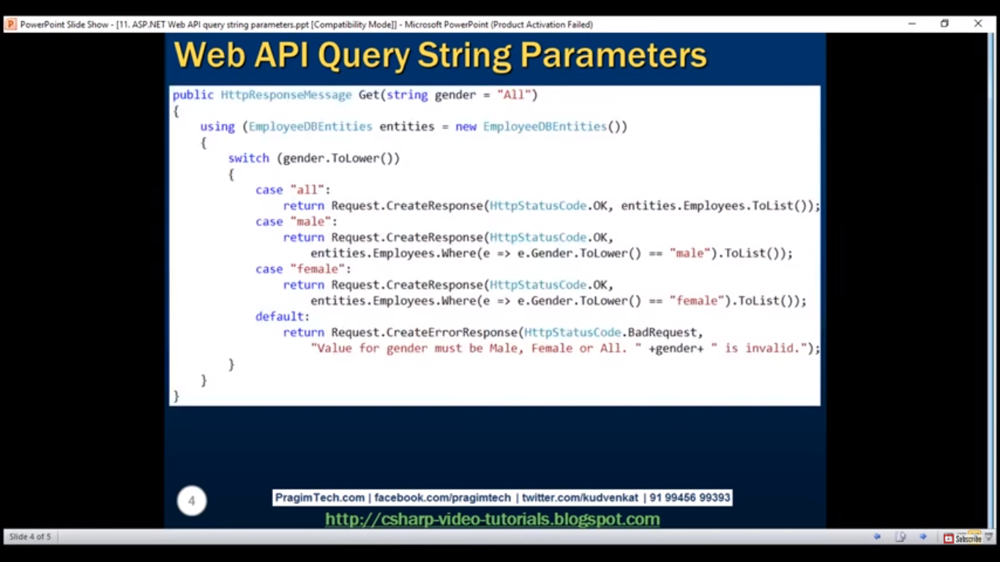 PowerPoint Slide Show - [11. ASP.NET Web API query string parameters.ppt [Compatibility Mode]] - Microsoft PowerPoint (Product Activation Failed)
Web API Query String Parameters
public HttpResponseMessage Get(string gender = "All")
{
    using (EmployeeDBEntities entities = new EmployeeDBEntities())
    {
        switch (gender.ToLower())
        {
            case "all":
                return Request.CreateResponse(HttpStatusCode.OK, entities.Employees.ToList());
            case "male":
                return Request.CreateResponse(HttpStatusCode.OK,
                    entities.Employees.Where(e => e.Gender.ToLower() == "male").ToList());
            case "female":
                return Request.CreateResponse(HttpStatusCode.OK,
                    entities.Employees.Where(e => e.Gender.ToLower() == "female").ToList());
            default:
                return Request.CreateErrorResponse(HttpStatusCode.BadRequest,
                    "Value for gender must be Male, Female or All. " +gender+ " is invalid.");
        }
    }
}
4
PragimTech.com | facebook.com/pragimtech | twitter.com/kudvenkat | 91 99456 99393
http://csharp-video-tutorials.blogspot.com
Slide 4 of 5
Subscribe